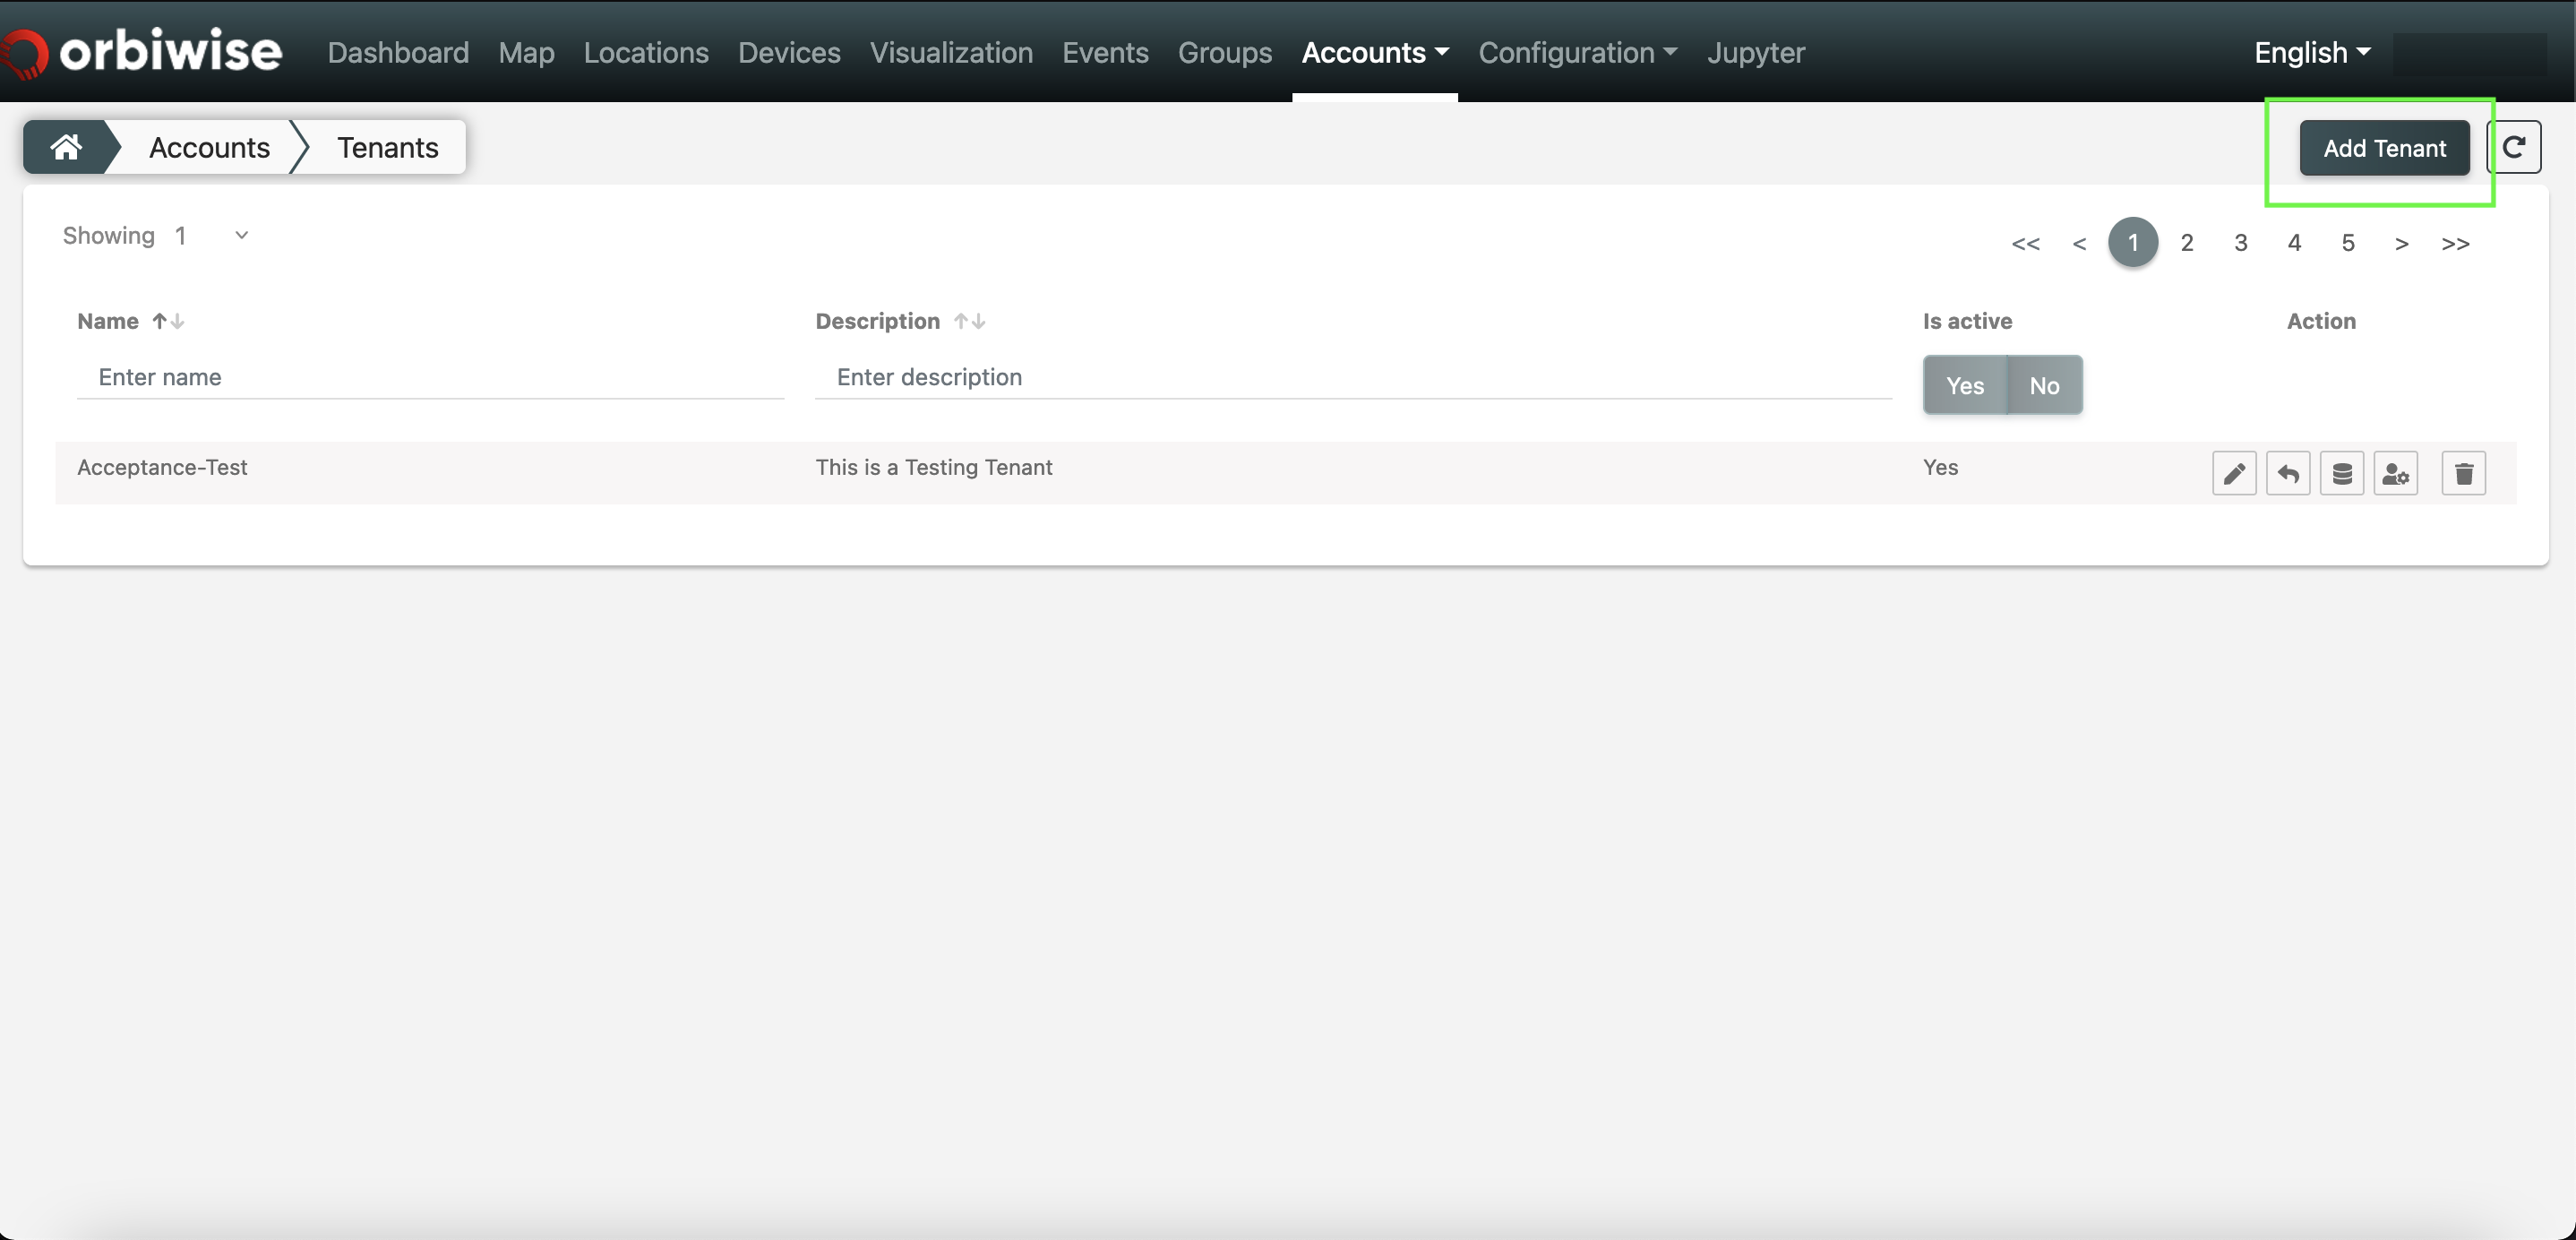 orbiwise Dashboard Map Locations Devices Visualization Events Groups Accounts Configuration Jupyter English
Accounts Tenants Add Tenant
Showing 1 << < 1 2 3 4 5 > >>
Name Description Is active Action
Enter name Enter description Yes No
Acceptance-Test This is a Testing Tenant Yes